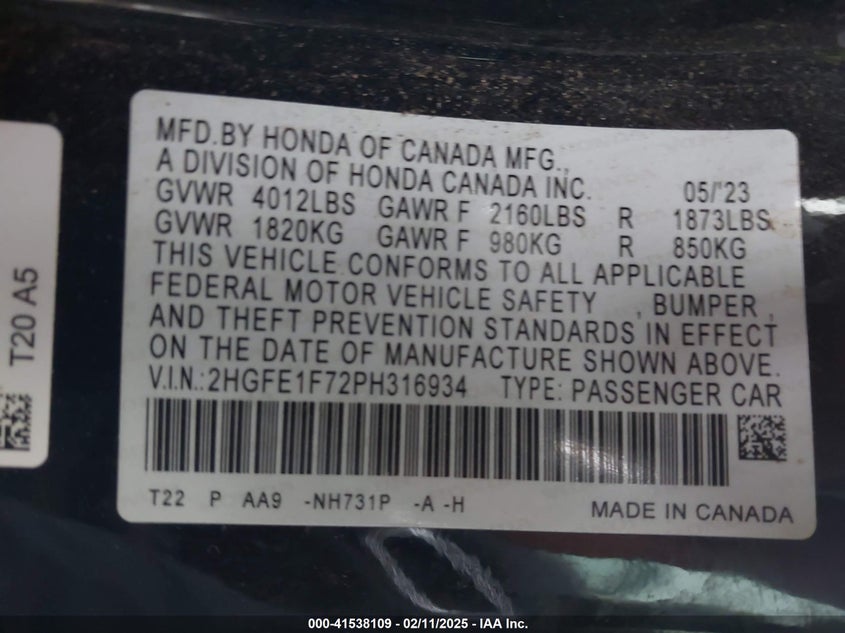 MFD.BY HONDA OF CANADA MFG.,
A DIVISION OF HONDA CANADA INC. 05/'23
GVWR 4012LBS GAWR F 2160LBS R 1873LBS
GVWR 1820KG GAWR F 980KG R 850KG
THIS VEHICLE CONFORMS TO ALL APPLICABLE
FEDERAL MOTOR VEHICLE SAFETY , BUMPER ,
AND THEFT PREVENTION STANDARDS IN EFFECT
ON THE DATE OF MANUFACTURE SHOWN ABOVE.
V.I.N.:2HGFE1F72PH316934 TYPE: PASSENGER CAR
T22 P AA9 -NH731P -A -H MADE IN CANADA
T20 A5
000-41538109 - 02/11/2025 - IAA Inc.